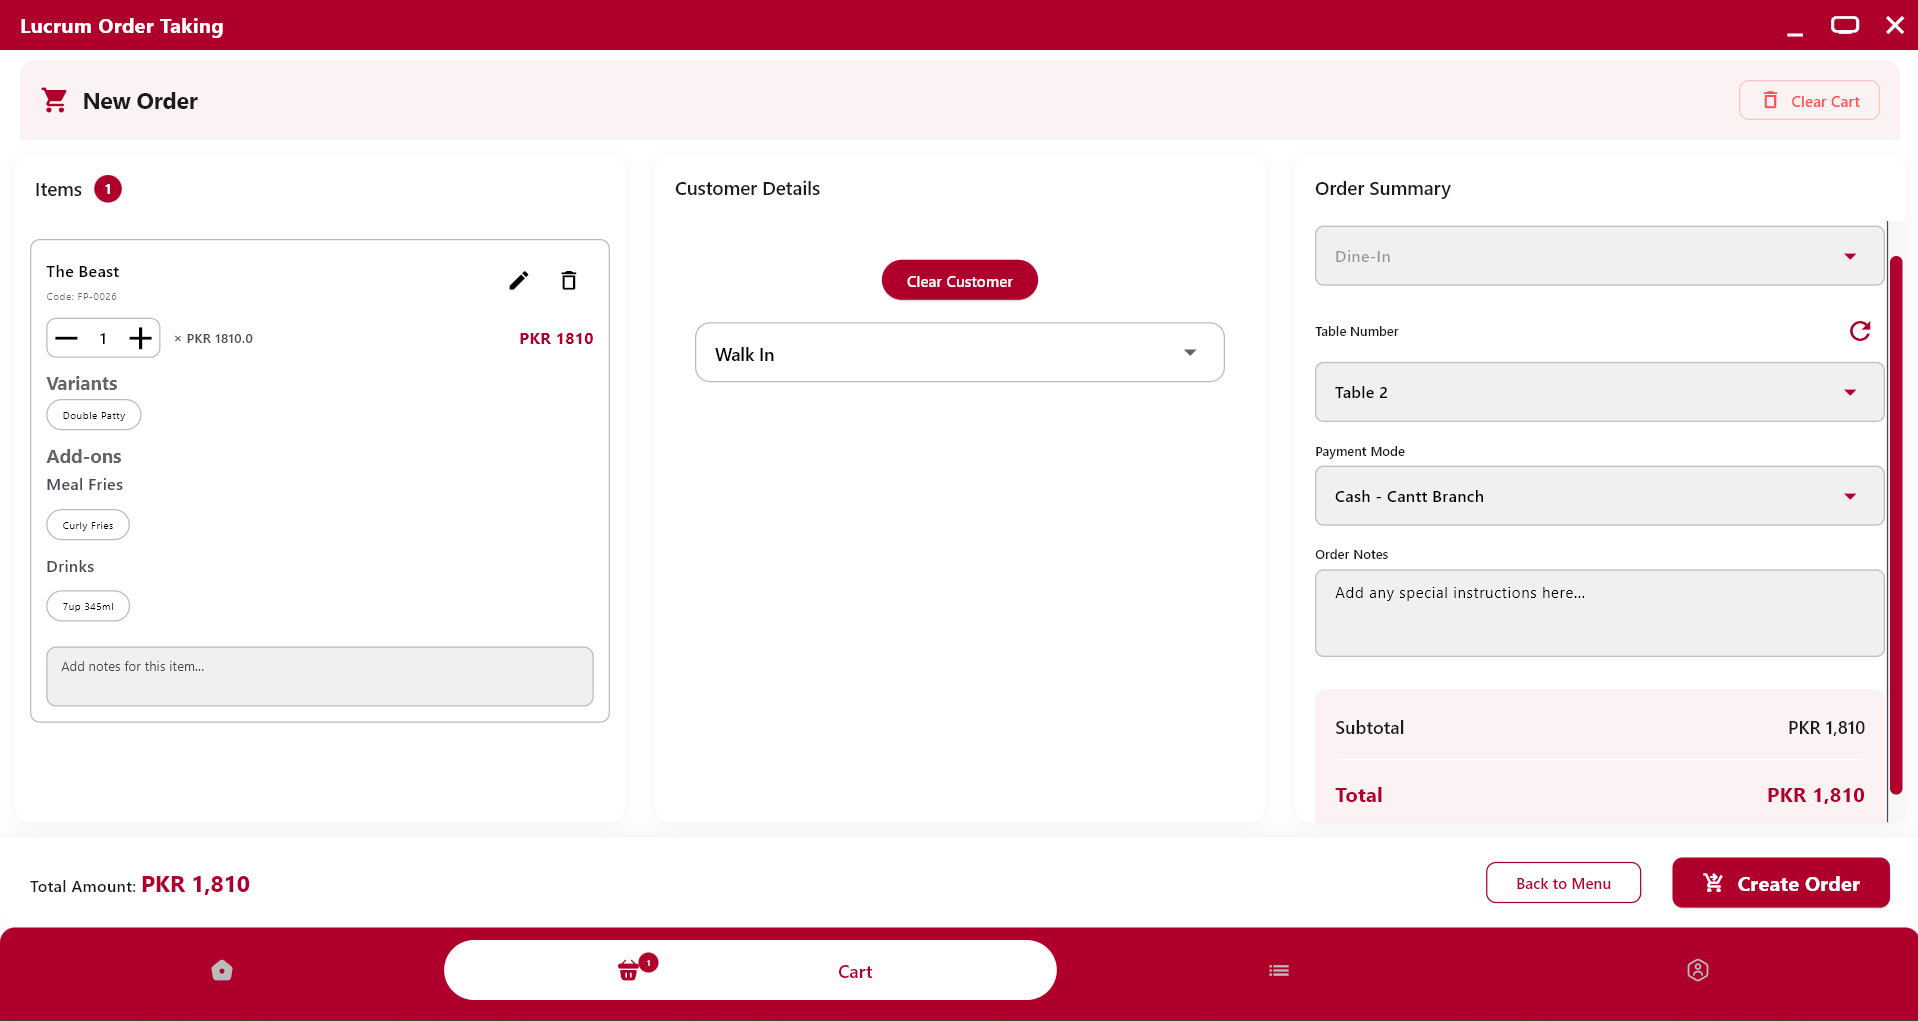 Lucrum Order Taking
New Order
Clear Cart
Items 1
The Beast
Code: FP-0026
1 × PKR 1810.0 PKR 1810
Variants
Double Patty
Add-ons
Meal Fries
Curly Fries
Drinks
7up 345ml
Add notes for this item...
Customer Details
Clear Customer
Walk In
Order Summary
Dine-In
Table Number
Table 2
Payment Mode
Cash - Cantt Branch
Order Notes
Add any special instructions here...
Subtotal PKR 1,810
Total PKR 1,810
Total Amount: PKR 1,810
Back to Menu
Create Order
1
Cart